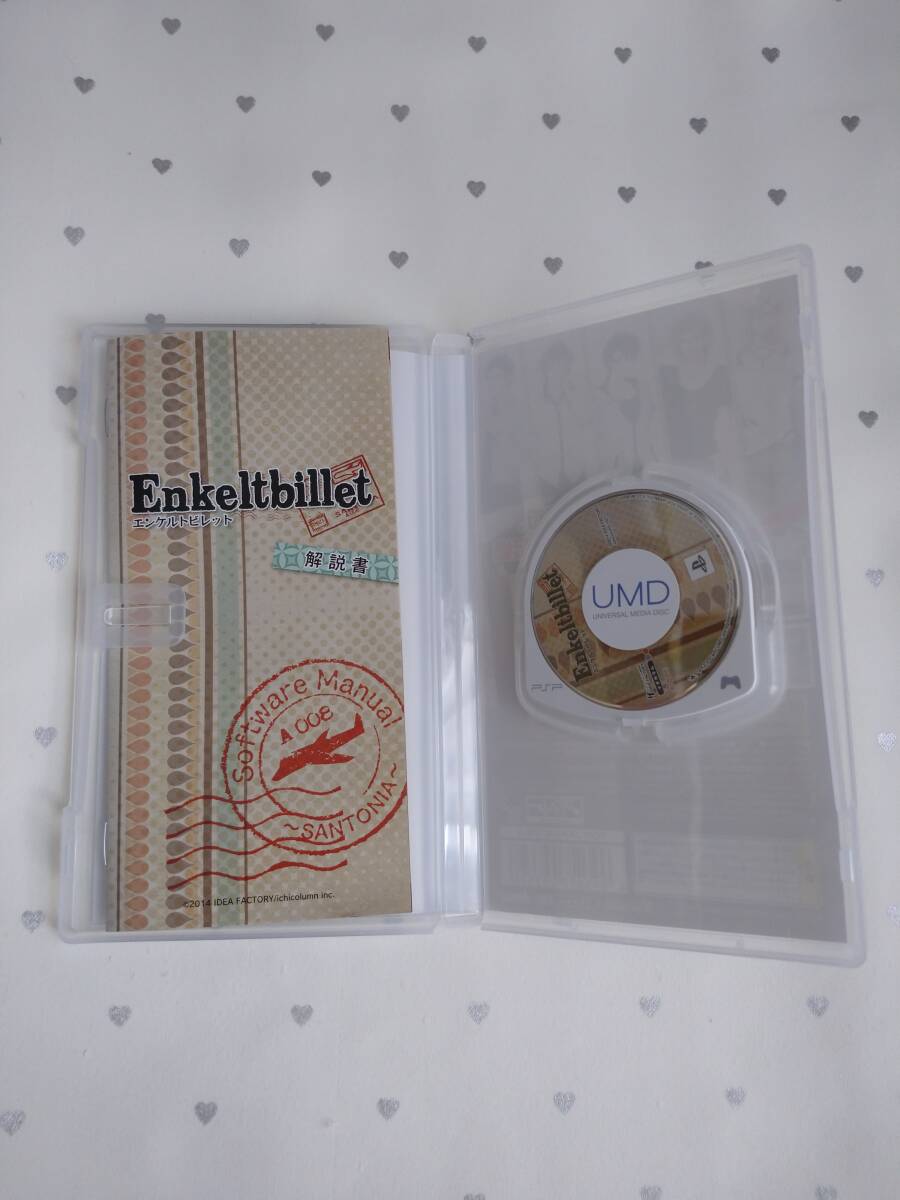 Enkeltbillet
エンケルトビレット
解説書
Software Manual
A 008
~SANTONIA~
©2014 IDEA FACTORY/ichicolumn inc.
UMD
UNIVERSAL MEDIA DISC
Enkeltbillet
PSP